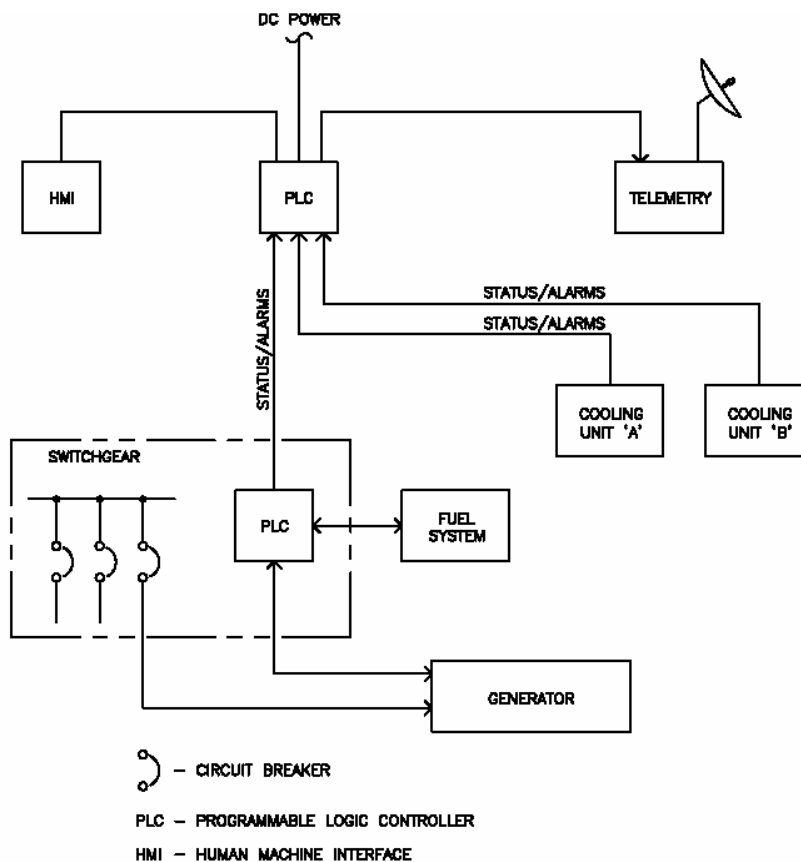 DC POWER
HMI
PLC
TELEMETRY
STATUS/ALARMS
STATUS/ALARMS
STATUS/ALARMS
COOLING
UNIT 'A'
COOLING
UNIT 'B'
SWITCHGEAR
PLC
FUEL
SYSTEM
GENERATOR
– CIRCUIT BREAKER
PLC – PROGRAMMABLE LOGIC CONTROLLER
HMI – HUMAN MACHINE INTERFACE